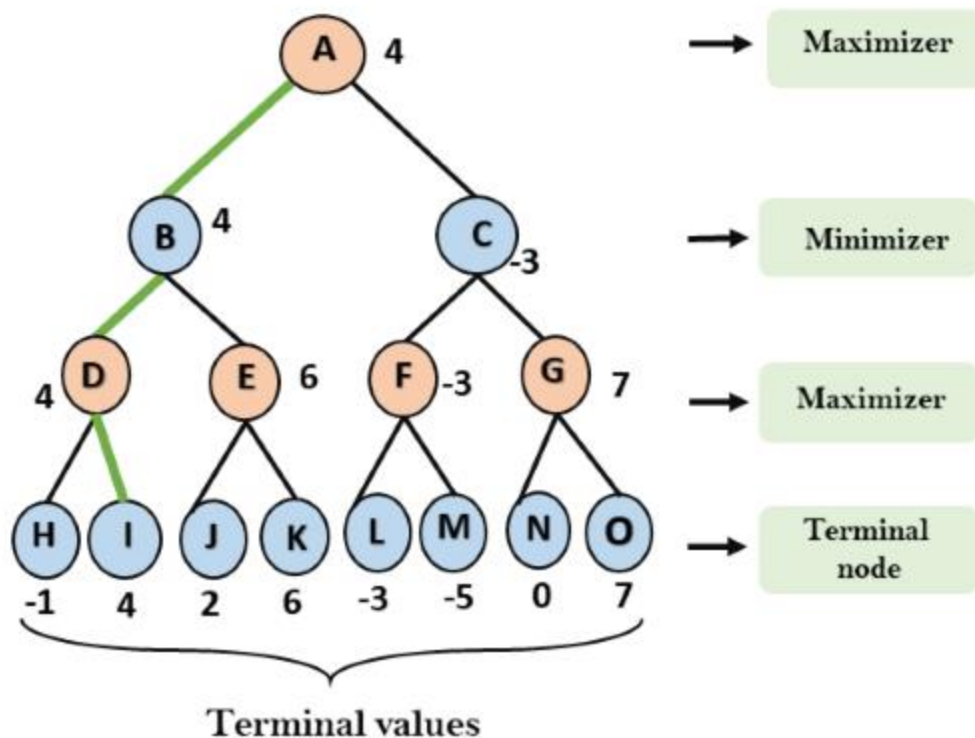 A 4
Maximizer
B 4
C -3
Minimizer
D 4
E 6
F -3
G 7
Maximizer
H I J K L M N O
Terminal
node
-1 4 2 6 -3 -5 0 7
Terminal values